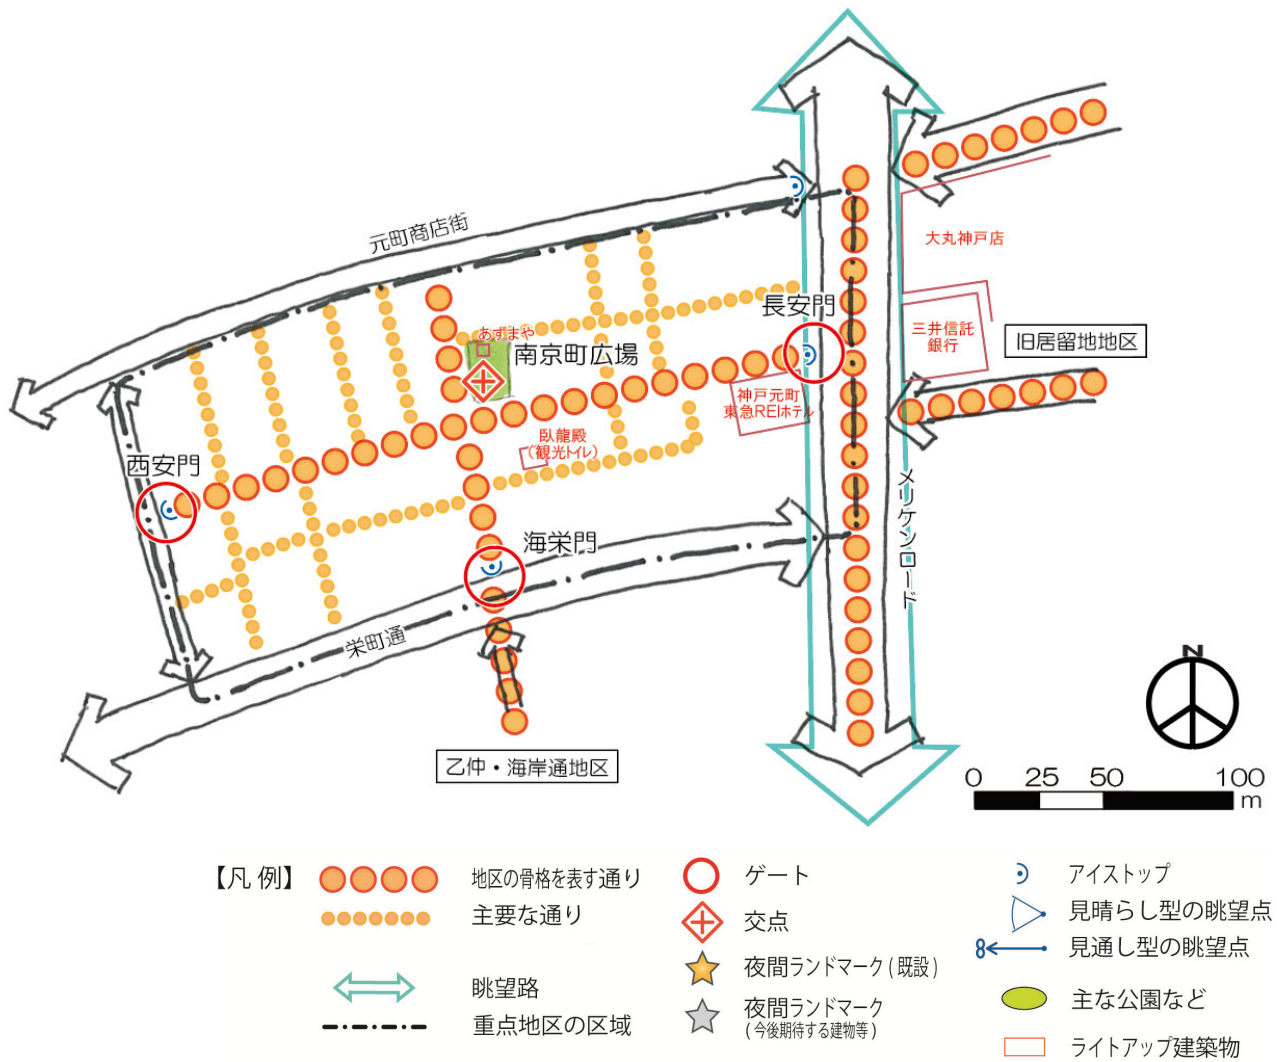 元町商店街
大丸神戸店
長安門
三井信託
銀行
旧居留地地区
あずまや
南京町広場
神戸元町
東急REIホテル
臥龍殿
(観光トイレ)
西安門
メリケンロード
海栄門
栄町通
乙仲・海岸通地区
N
0 25 50 100
m
【凡 例】
地区の骨格を表す通り
主要な通り
眺望路
重点地区の区域
ゲート
交点
夜間ランドマーク(既設)
夜間ランドマーク
(今後期待する建物等)
アイストップ
見晴らし型の眺望点
見通し型の眺望点
主な公園など
ライトアップ建築物